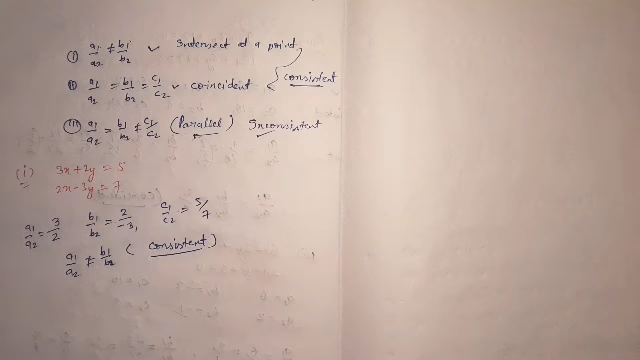 (i) a1/a2 ≠ b1/b2 ✓ Intersect at a point
(ii) a1/a2 = b1/b2 = c1/c2 ✓ coincident
consistent
(iii) a1/a2 = b1/b2 ≠ c1/c2 (Parallel) Inconsistent
(i) 3x+2y = 5
2x-3y = 7
a1/a2 = 3/2 b1/b2 = 2/-3, c1/c2 = 5/7
a1/a2 ≠ b1/b2 (consistent)